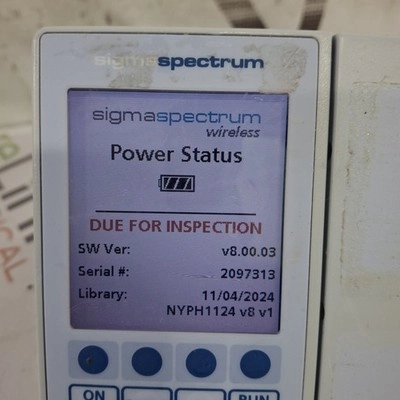 sigmaspectrum
sigmaspectrum
wireless
Power Status
DUE FOR INSPECTION
SW Ver: v8.00.03
Serial #: 2097313
Library: 11/04/2024
NYPH1124 v8 v1
ON
RUN